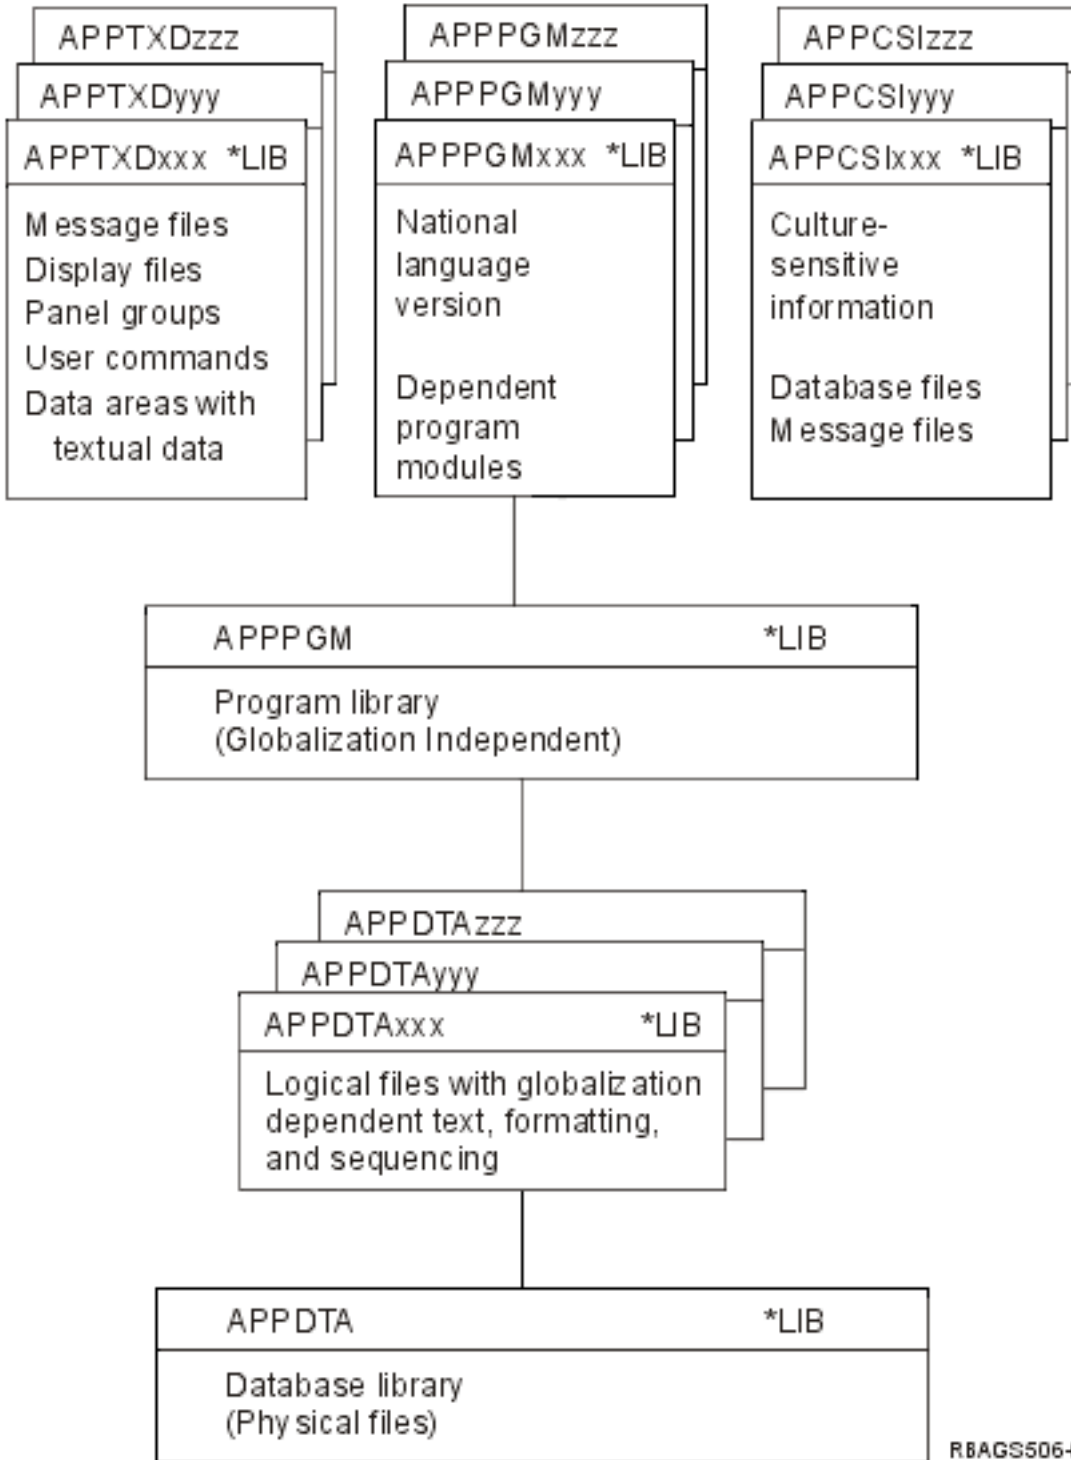 APPTXDzzz
APPTXDyyy
APPTXDxxx *LIB
Message files
Display files
Panel groups
User commands
Data areas with
textual data
APPPGMzzz
APPPGMyyy
APPPGMxxx *LIB
National
language
version
Dependent
program
modules
APPCSIzzz
APPCSIyyy
APPCSIxxx *LIB
Culture-
sensitive
information
Database files
Message files
APPPGM *LIB
Program library
(Globalization Independent)
APPDTAzzz
APPDTAyyy
APPDTAxxx *LIB
Logical files with globalization
dependent text, formatting,
and sequencing
APPDTA *LIB
Database library
(Physical files)
RBAGS506-